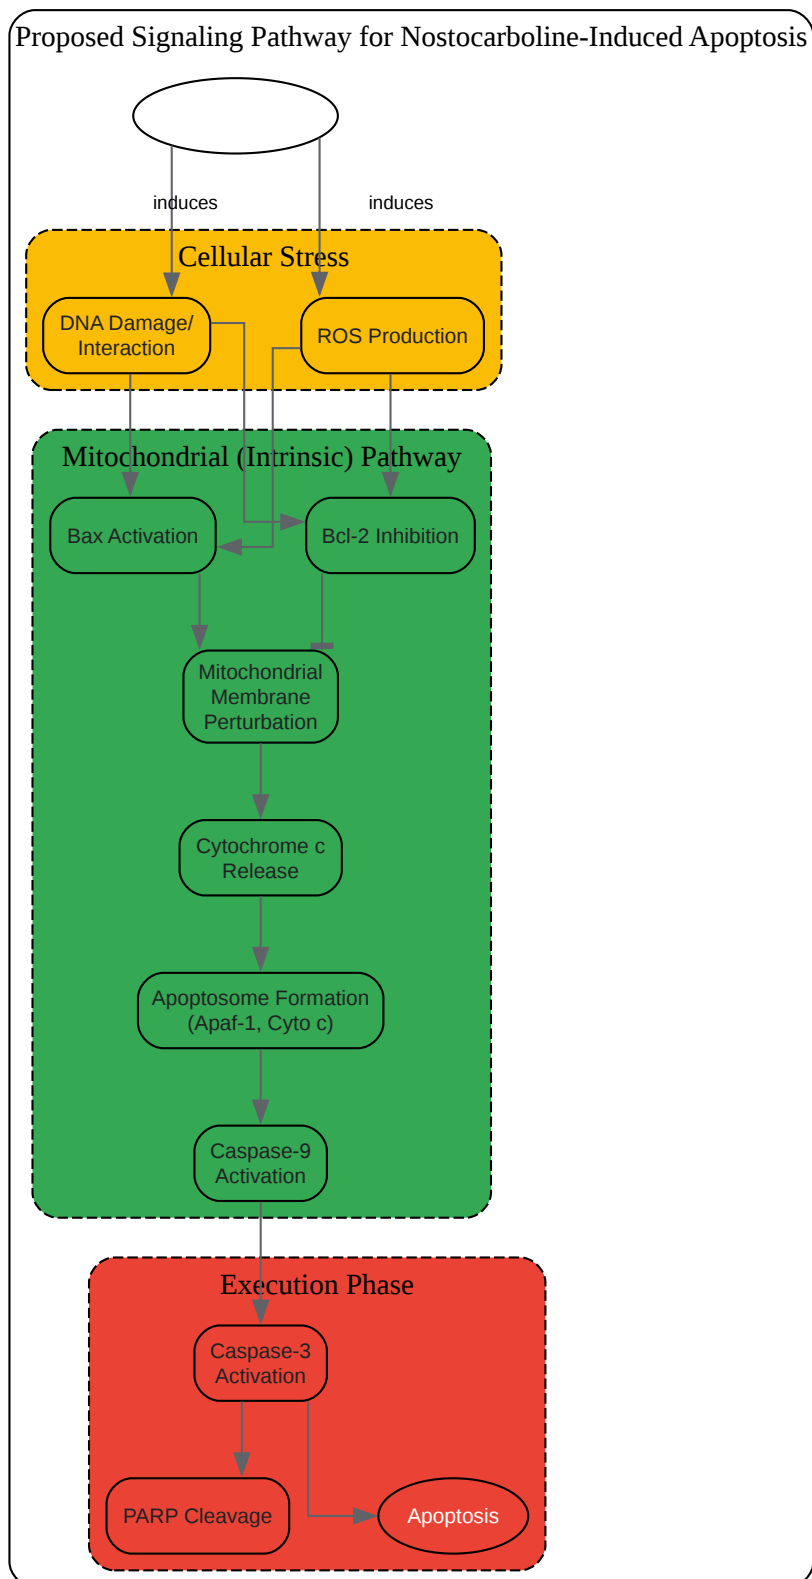 Proposed Signaling Pathway for Nostocarboline-Induced Apoptosis
induces
induces
Cellular Stress
DNA Damage/
Interaction
ROS Production
Mitochondrial (Intrinsic) Pathway
Bax Activation
Bcl-2 Inhibition
Mitochondrial
Membrane
Perturbation
Cytochrome c
Release
Apoptosome Formation
(Apaf-1, Cyto c)
Caspase-9
Activation
Execution Phase
Caspase-3
Activation
PARP Cleavage
Apoptosis